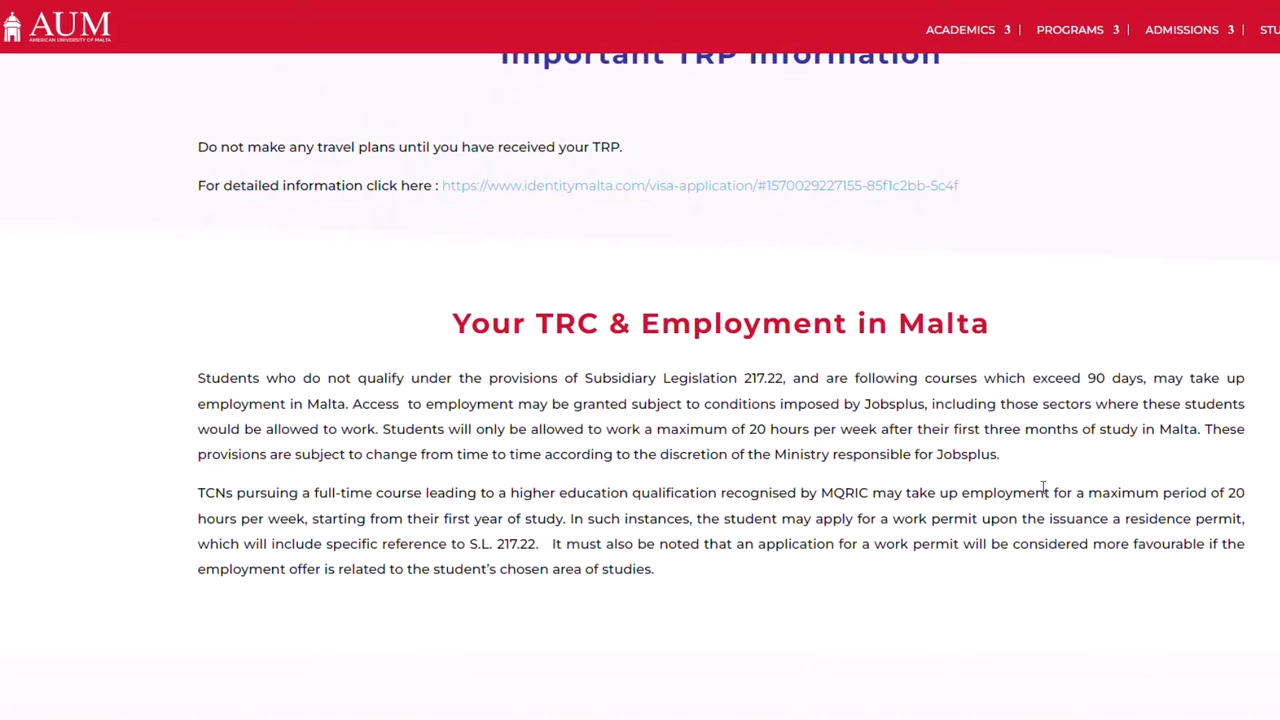 AUM
AMERICAN UNIVERSITY OF MALTA
ACADEMICS 3 | PROGRAMS 3 | ADMISSIONS 3 | STU
Important TRP Information
Do not make any travel plans until you have received your TRP.
For detailed information click here : https://www.identitymalta.com/visa-application/#1570029227155-85f1c2bb-5c4f
Your TRC & Employment in Malta
Students who do not qualify under the provisions of Subsidiary Legislation 217.22, and are following courses which exceed 90 days, may take up
employment in Malta. Access to employment may be granted subject to conditions imposed by Jobsplus, including those sectors where these students
would be allowed to work. Students will only be allowed to work a maximum of 20 hours per week after their first three months of study in Malta. These
provisions are subject to change from time to time according to the discretion of the Ministry responsible for Jobsplus.
TCNs pursuing a full-time course leading to a higher education qualification recognised by MQRIC may take up employment for a maximum period of 20
hours per week, starting from their first year of study. In such instances, the student may apply for a work permit upon the issuance a residence permit,
which will include specific reference to S.L. 217.22. It must also be noted that an application for a work permit will be considered more favourable if the
employment offer is related to the student's chosen area of studies.